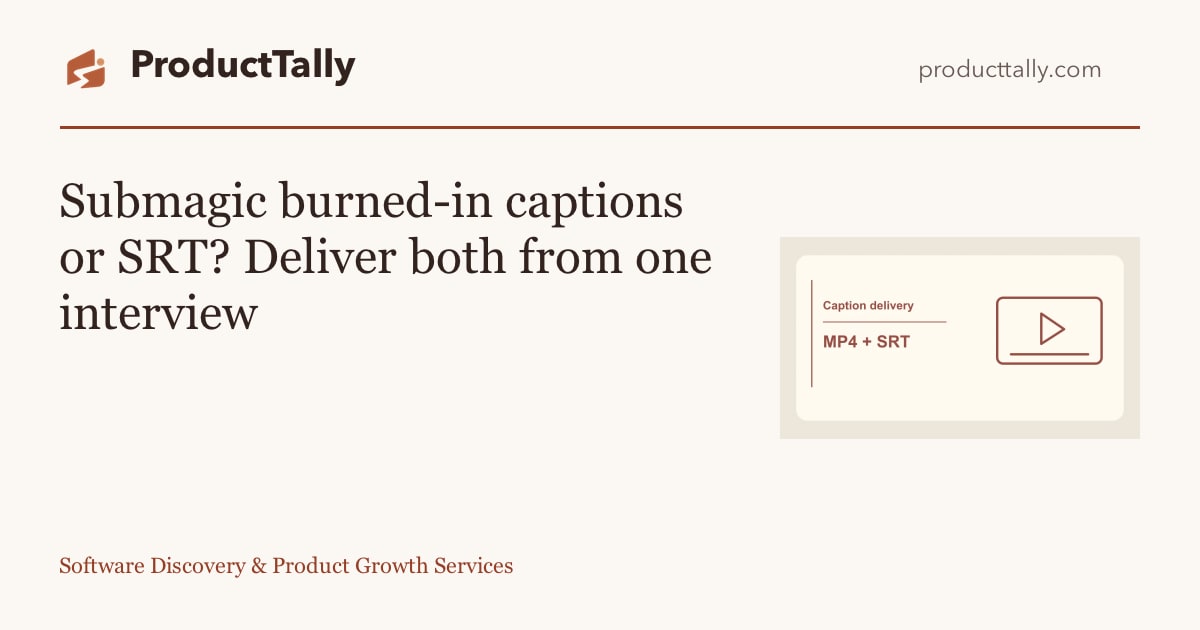 ProductTally
producttally.com
Submagic burned-in captions
or SRT? Deliver both from one
interview
Caption delivery
MP4 + SRT
Software Discovery & Product Growth Services